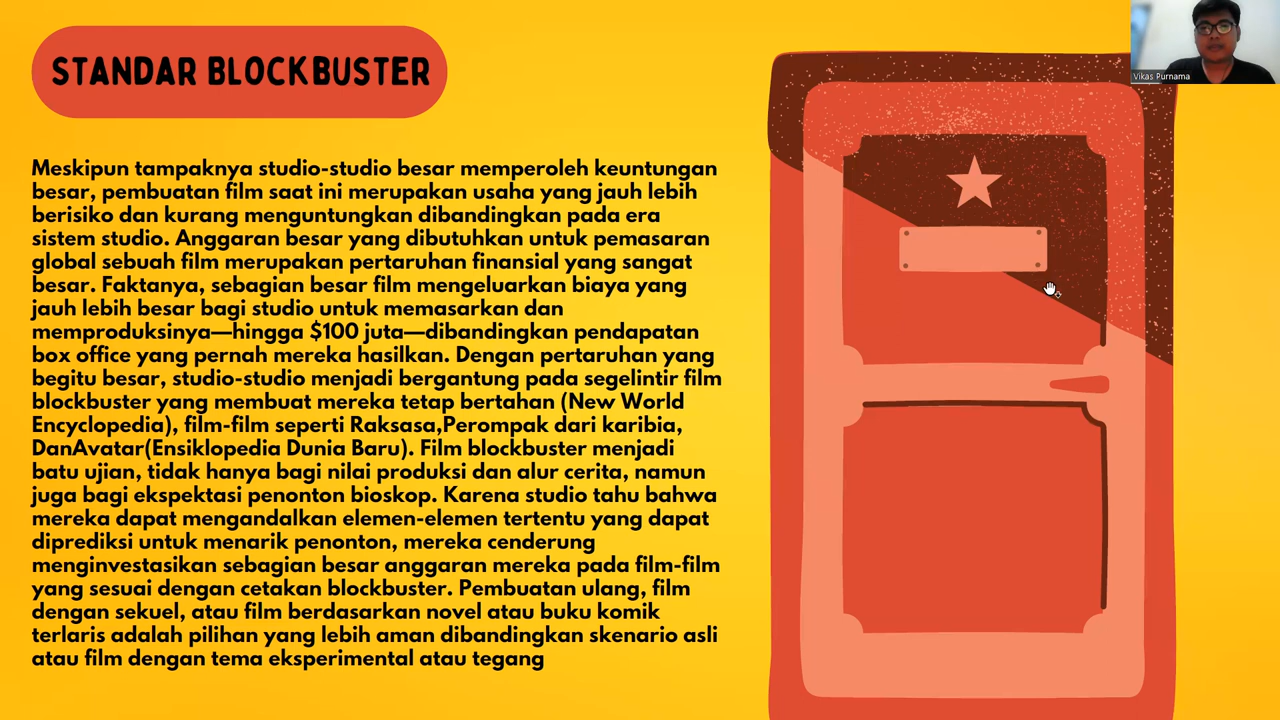 STANDAR BLOCKBUSTER
Vikas Purnama
Meskipun tampaknya studio-studio besar memperoleh keuntungan
besar, pembuatan film saat ini merupakan usaha yang jauh lebih
berisiko dan kurang menguntungkan dibandingkan pada era
sistem studio. Anggaran besar yang dibutuhkan untuk pemasaran
global sebuah film merupakan pertaruhan finansial yang sangat
besar. Faktanya, sebagian besar film mengeluarkan biaya yang
jauh lebih besar bagi studio untuk memasarkan dan
memproduksinya—hingga $100 juta—dibandingkan pendapatan
box office yang pernah mereka hasilkan. Dengan pertaruhan yang
begitu besar, studio-studio menjadi bergantung pada segelintir film
blockbuster yang membuat mereka tetap bertahan (New World
Encyclopedia), film-film seperti Raksasa,Perompak dari karibia,
DanAvatar(Ensiklopedia Dunia Baru). Film blockbuster menjadi
batu ujian, tidak hanya bagi nilai produksi dan alur cerita, namun
juga bagi ekspektasi penonton bioskop. Karena studio tahu bahwa
mereka dapat mengandalkan elemen-elemen tertentu yang dapat
diprediksi untuk menarik penonton, mereka cenderung
menginvestasikan sebagian besar anggaran mereka pada film-film
yang sesuai dengan cetakan blockbuster. Pembuatan ulang, film
dengan sekuel, atau film berdasarkan novel atau buku komik
terlaris adalah pilihan yang lebih aman dibandingkan skenario asli
atau film dengan tema eksperimental atau tegang